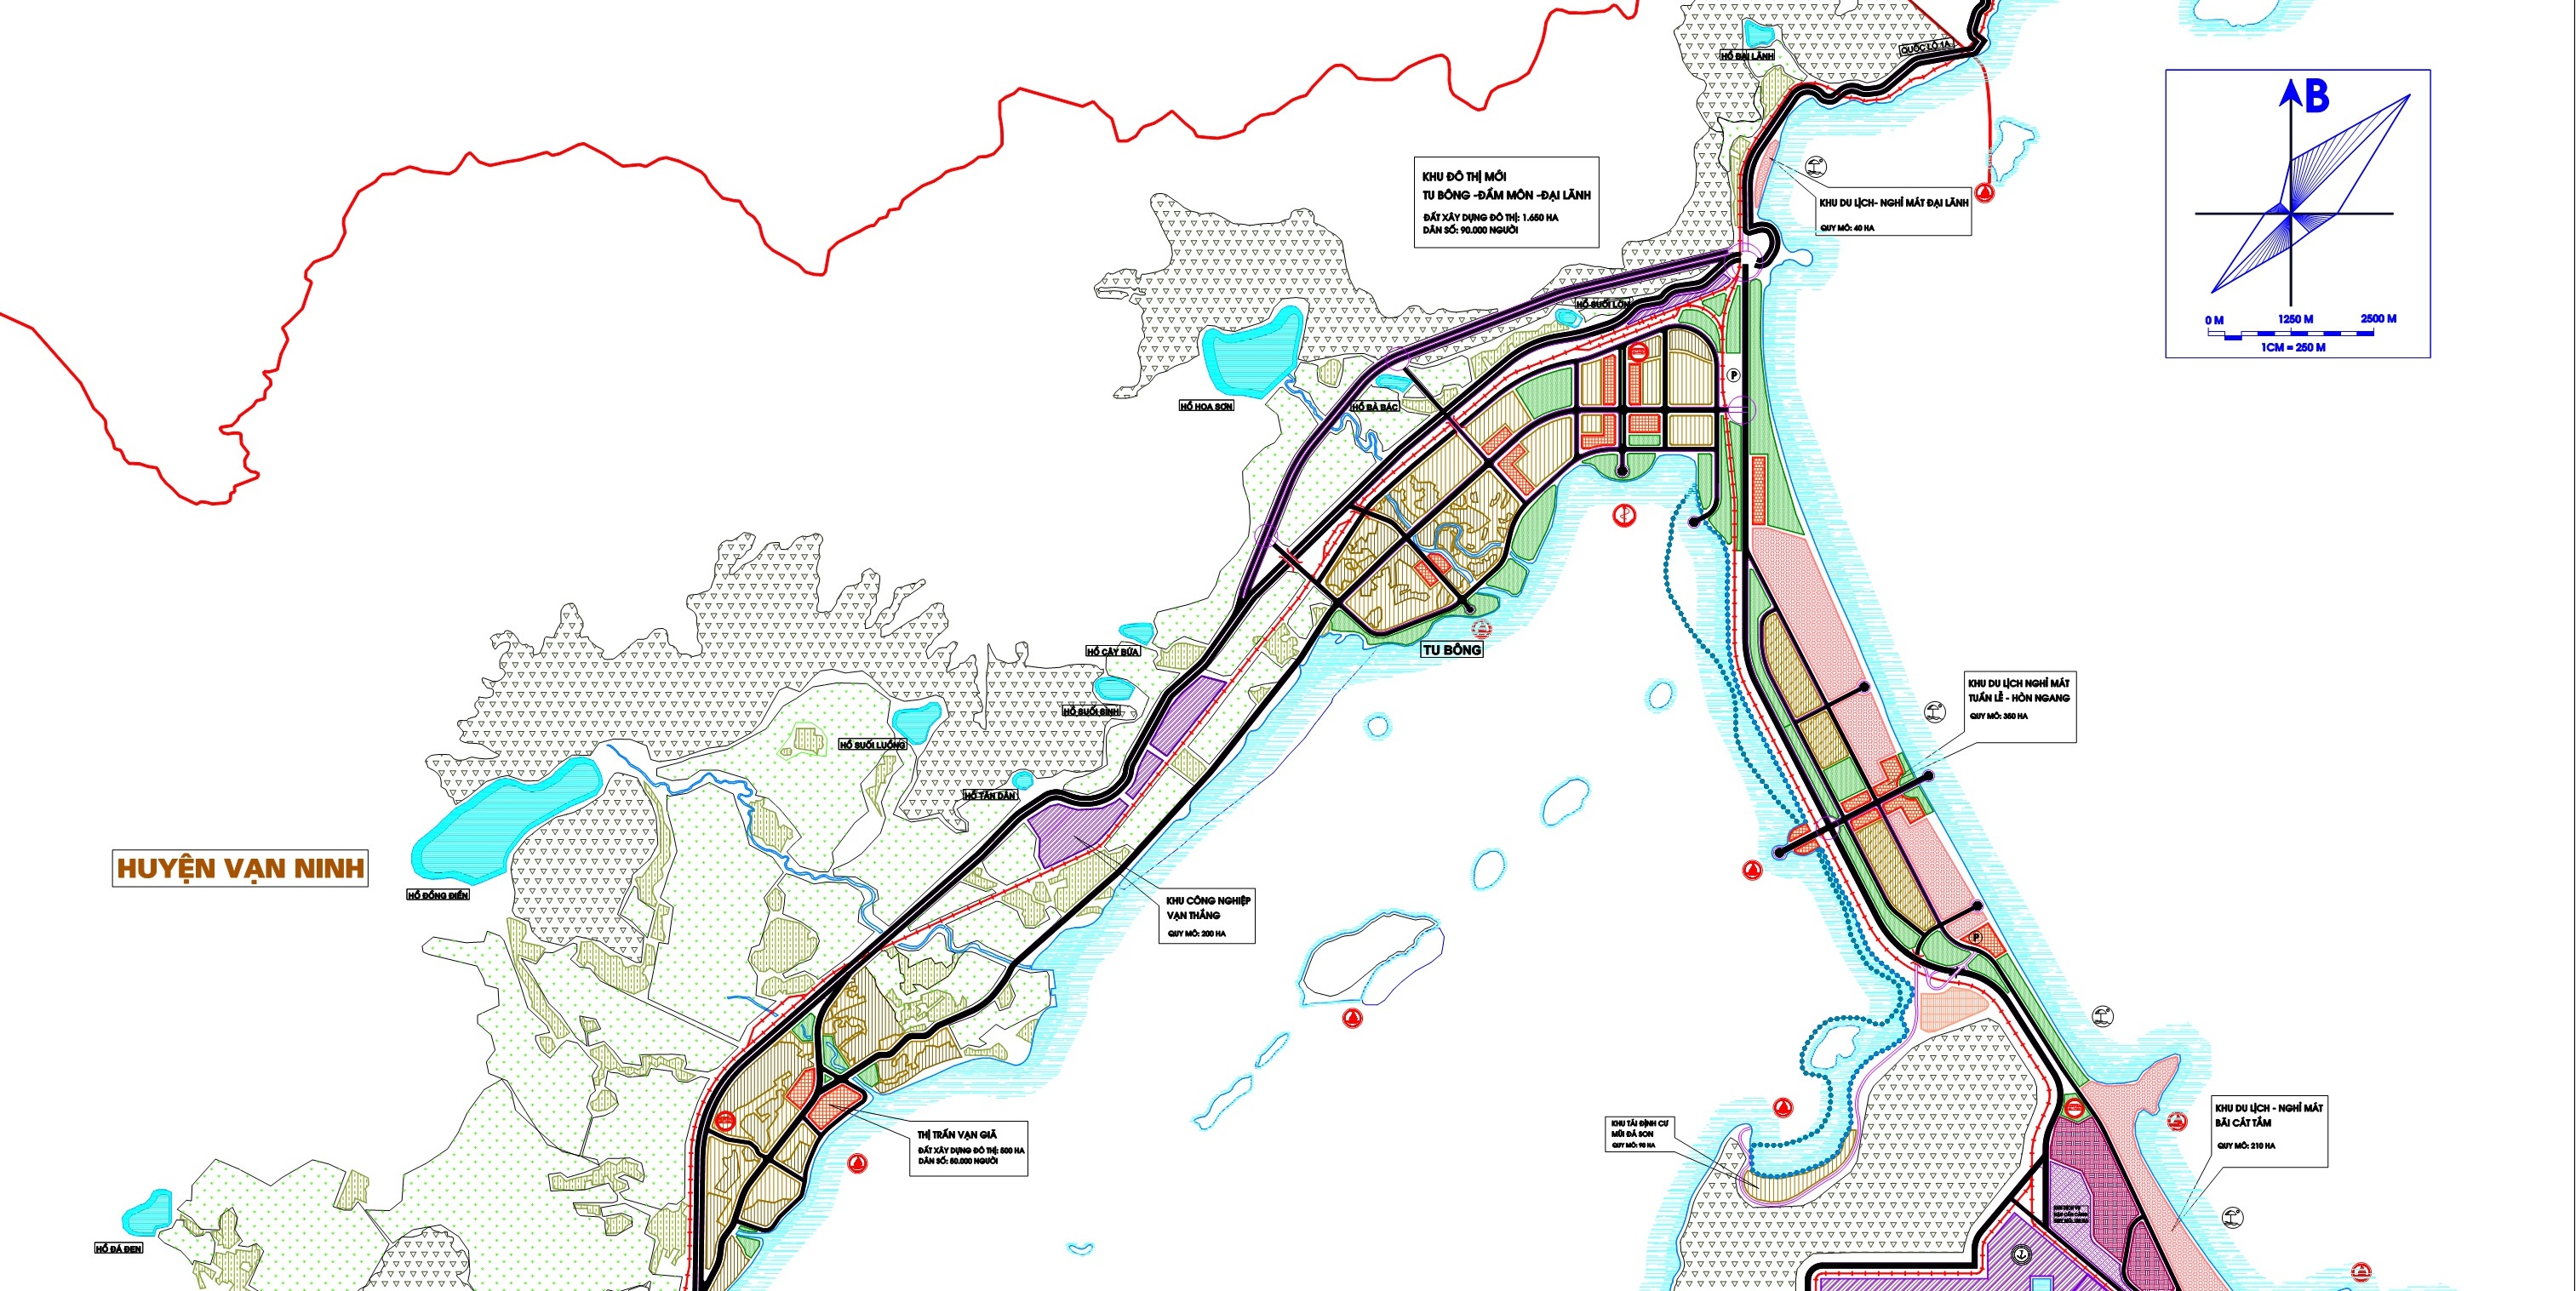 HỒ ĐẠI LÃNH
QUỐC LỘ 1A
B
0 M
1250 M
2500 M
1CM = 250 M
KHU ĐÔ THỊ MỚI
TU BÔNG -ĐẦM MÔN -ĐẠI LÃNH
ĐẤT XÂY DỰNG ĐÔ THỊ: 1.650 HA
DÂN SỐ: 90.000 NGƯỜI
KHU DU LỊCH- NGHỈ MÁT ĐẠI LÃNH
QUY MÔ: 40 HA
HỒ SUỐI LỚN
P
HỒ HOA SƠN
HỒ BÀ BÁC
HỒ CÂY BỨA
TU BÔNG
KHU DU LỊCH NGHỈ MÁT
TUẦN LỄ - HÒN NGANG
QUY MÔ: 350 HA
HỒ SUỐI SÌNH
HỒ SUỐI LUỒNG
HỒ TÂN DÂN
HUYỆN VẠN NINH
HỒ ĐỒNG ĐIỀN
KHU CÔNG NGHIỆP
VẠN THẮNG
QUY MÔ: 200 HA
P
THỊ TRẤN VẠN GIÃ
ĐẤT XÂY DỰNG ĐÔ THỊ: 500 HA
DÂN SỐ: 50.000 NGƯỜI
KHU TÁI ĐỊNH CƯ
MŨI ĐÁ SON
QUY MÔ: 90 HA
KHU DU LỊCH - NGHỈ MÁT
BÃI CÁT TẮM
QUY MÔ: 210 HA
HỒ ĐÁ ĐEN